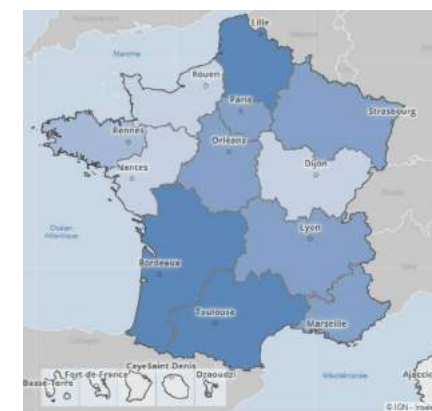 Lille
Manche
Rouen
Paris
Strasbourg
Rennes
Orléans
Nantes
Dijon
Océan
Atlantique
Lyon
Bordeaux
Toulouse
Marseille
Basse-Terre
Fort-de-France
Saint-Denis
Dzaoudzi
Méditerranée
Ajaccio
© IGN - Insee